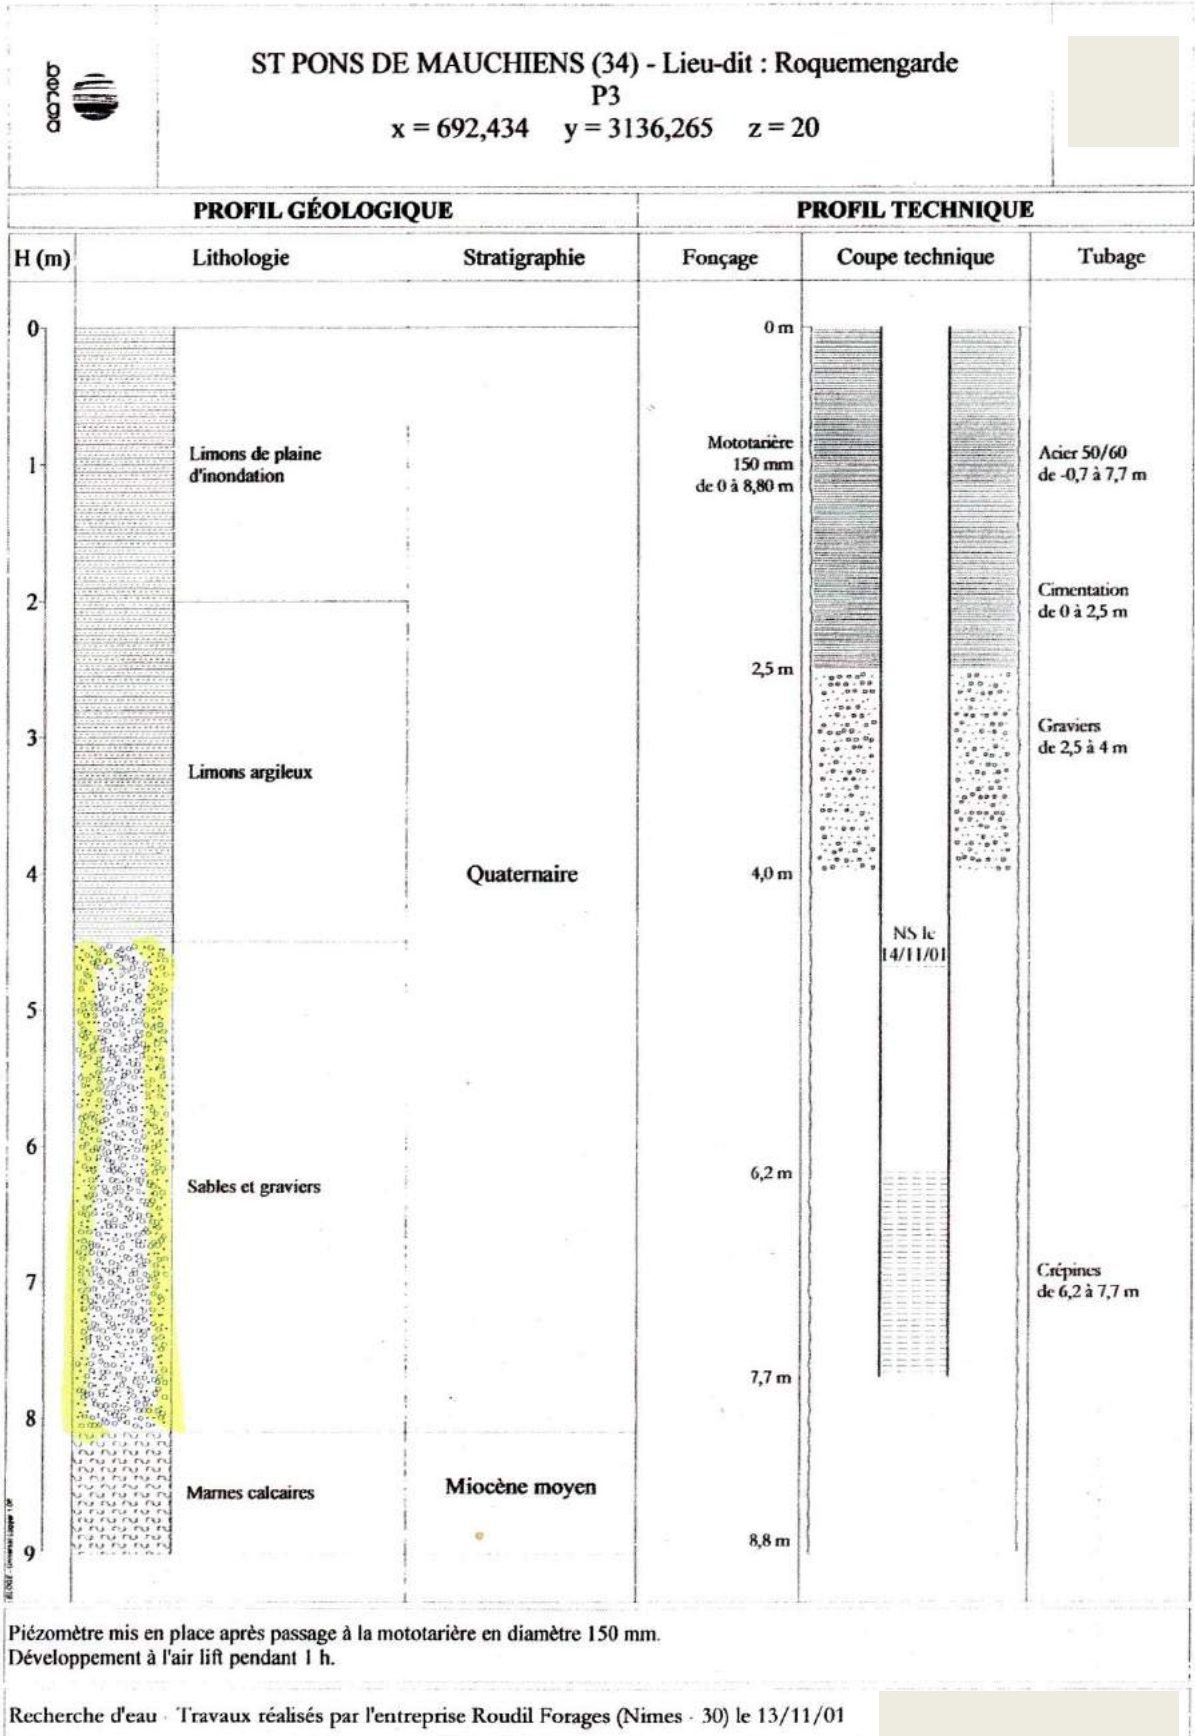 berga
ST PONS DE MAUCHIENS (34) - Lieu-dit : Roquemengarde
P3
x = 692,434 y = 3136,265 z = 20
PROFIL GÉOLOGIQUE
PROFIL TECHNIQUE
H (m)
Lithologie
Stratigraphie
Fonçage
Coupe technique
Tubage
0
1
2
3
4
5
6
7
8
9
Limons de plaine
d'inondation
Limons argileux
Sables et graviers
Marnes calcaires
Quaternaire
Miocène moyen
0 m
Mototarière
150 mm
de 0 à 8,80 m
2,5 m
4,0 m
6,2 m
7,7 m
8,8 m
NS le
14/11/01
Acier 50/60
de -0,7 à 7,7 m
Cimentation
de 0 à 2,5 m
Graviers
de 2,5 à 4 m
Crépines
de 6,2 à 7,7 m
Piézomètre mis en place après passage à la mototarière en diamètre 150 mm.
Développement à l'air lift pendant 1 h.
Recherche d'eau - Travaux réalisés par l'entreprise Roudil Forages (Nimes - 30) le 13/11/01